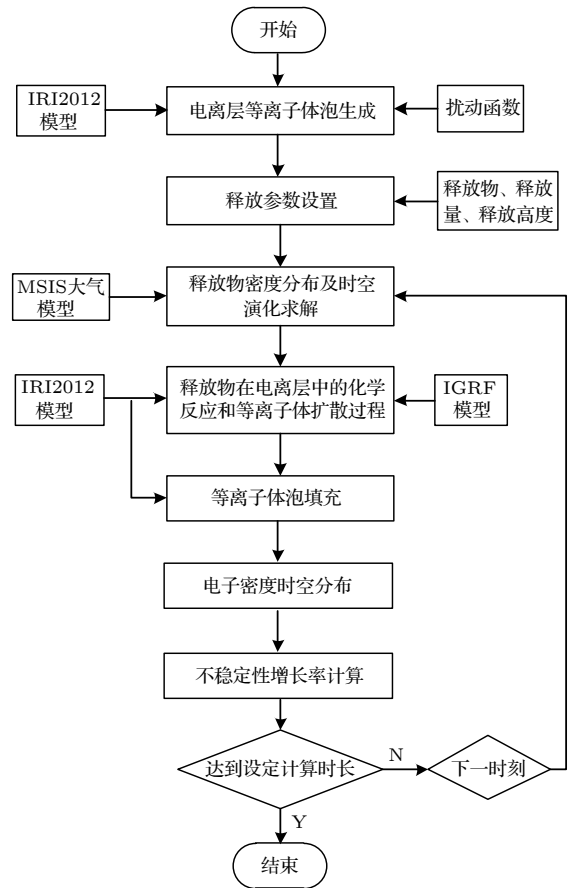 开始
IRI2012
模型
电离层等离子体泡生成
扰动函数
释放参数设置
释放物、释放
量、释放高度
MSIS大气
模型
释放物密度分布及时空
演化求解
IRI2012
模型
释放物在电离层中的化学
反应和等离子体扩散过程
IGRF
模型
等离子体泡填充
电子密度时空分布
不稳定性增长率计算
达到设定计算时长
N
下一时刻
Y
结束